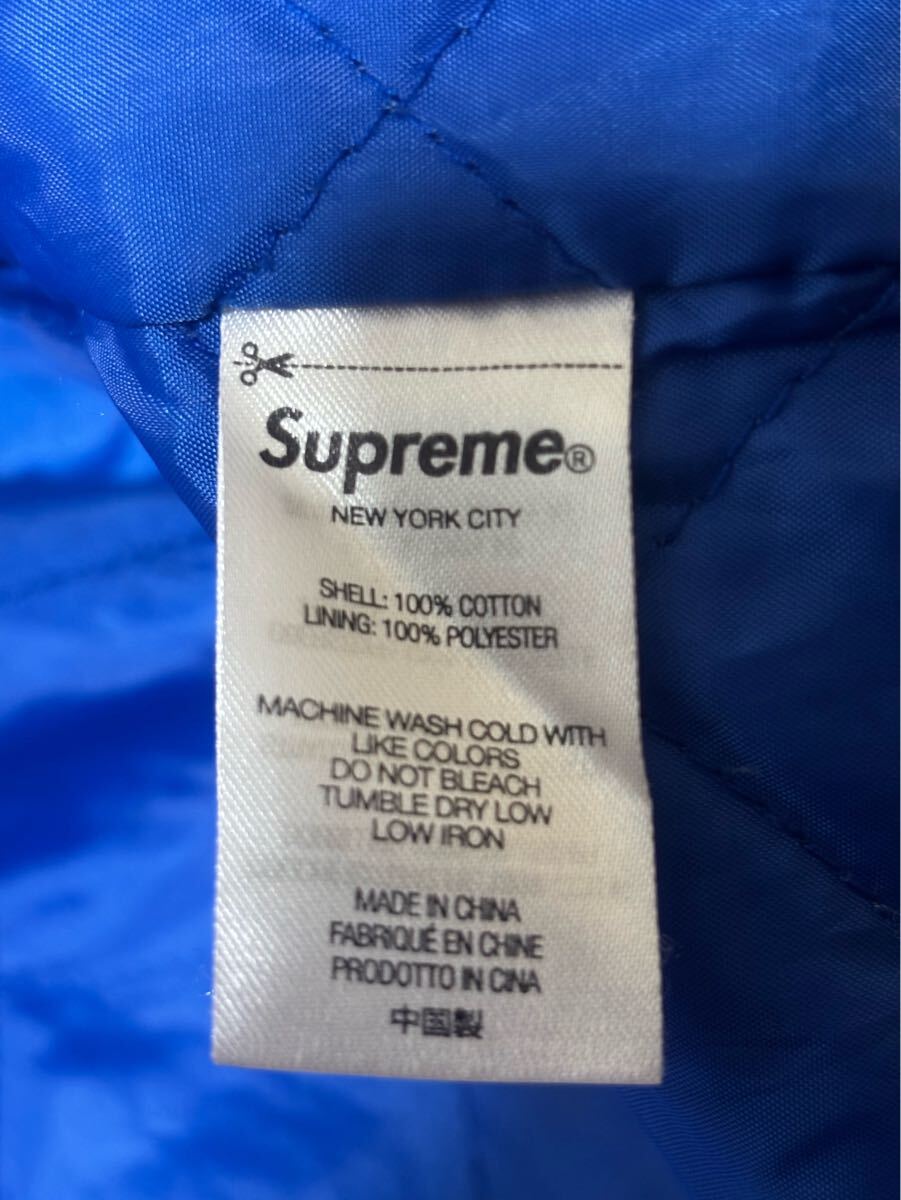 Supreme®
NEW YORK CITY
SHELL: 100% COTTON
LINING: 100% POLYESTER
MACHINE WASH COLD WITH
LIKE COLORS
DO NOT BLEACH
TUMBLE DRY LOW
LOW IRON
MADE IN CHINA
FABRIQUÉ EN CHINE
PRODOTTO IN CINA
中国製